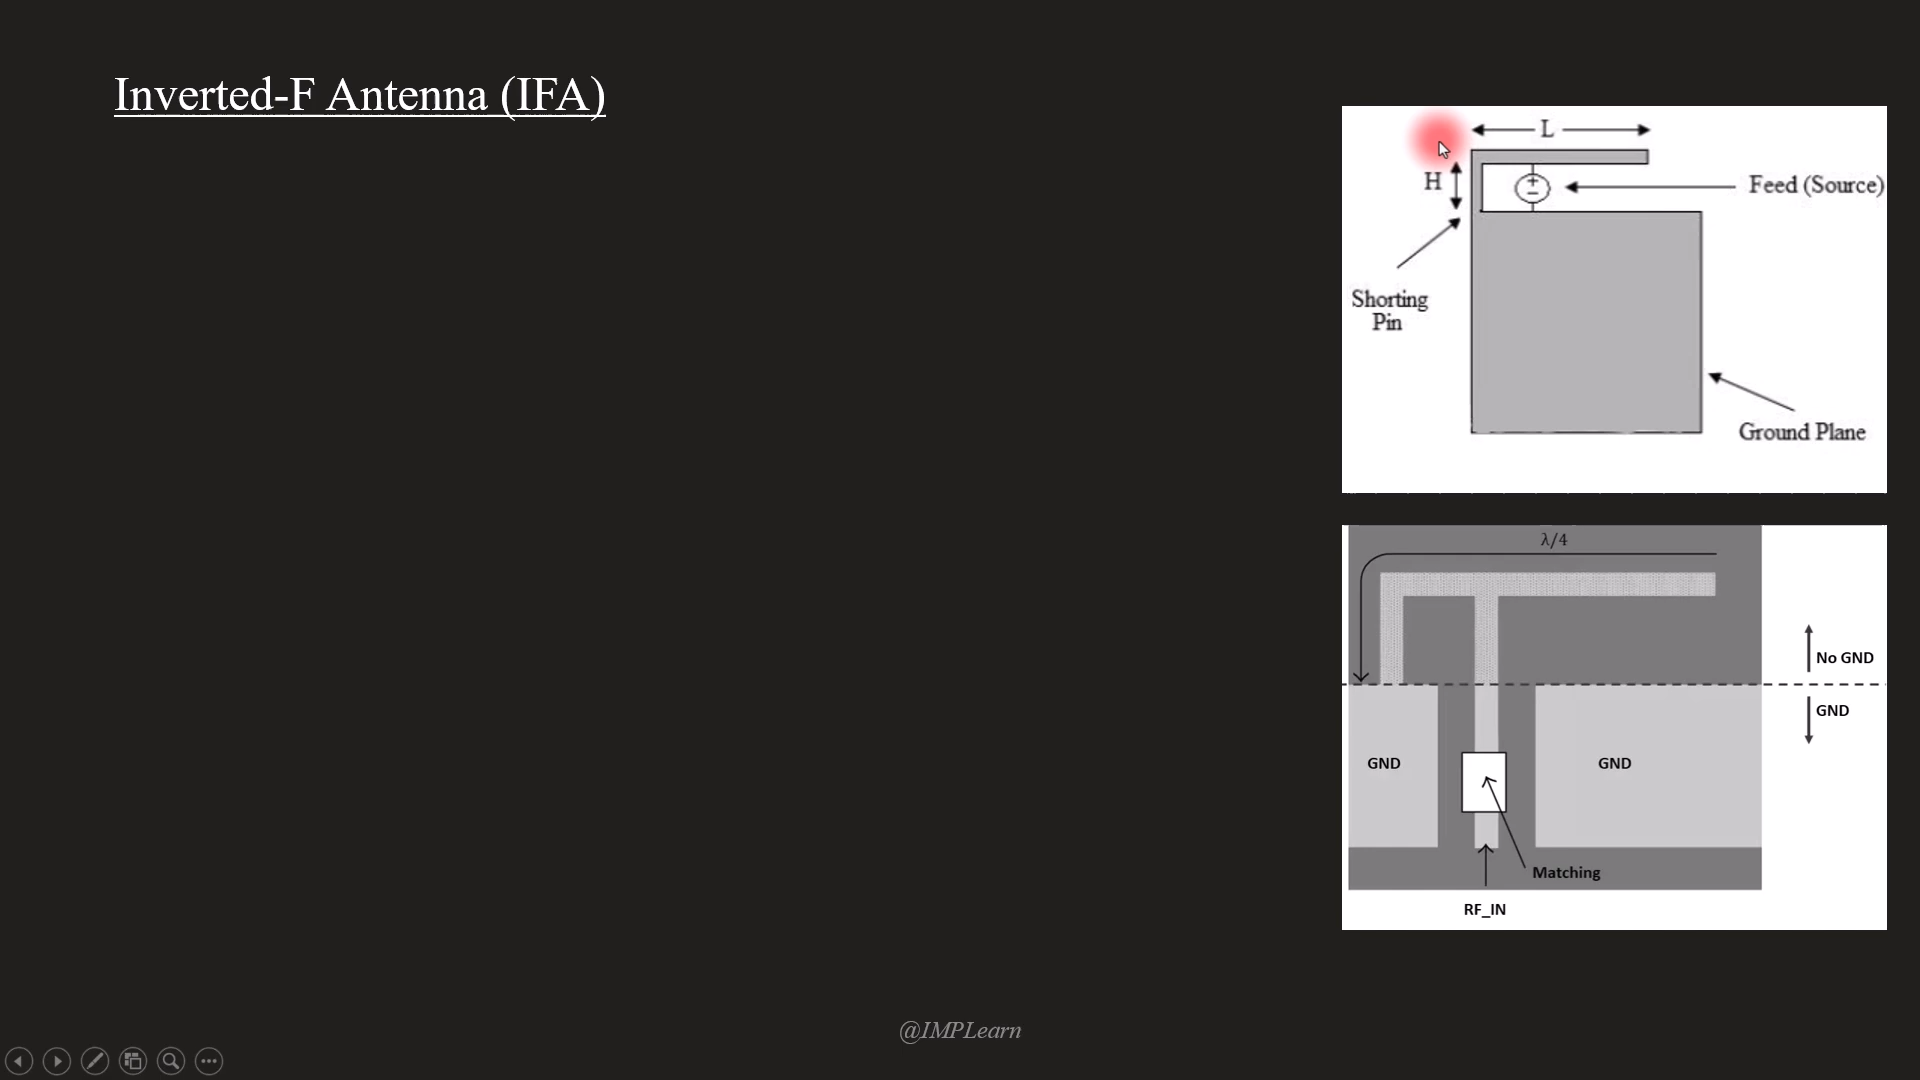 Inverted-F Antenna (IFA)
L
H
Feed (Source)
Shorting
Pin
Ground Plane
λ/4
No GND
GND
GND
GND
Matching
RF_IN
@IMPLearn